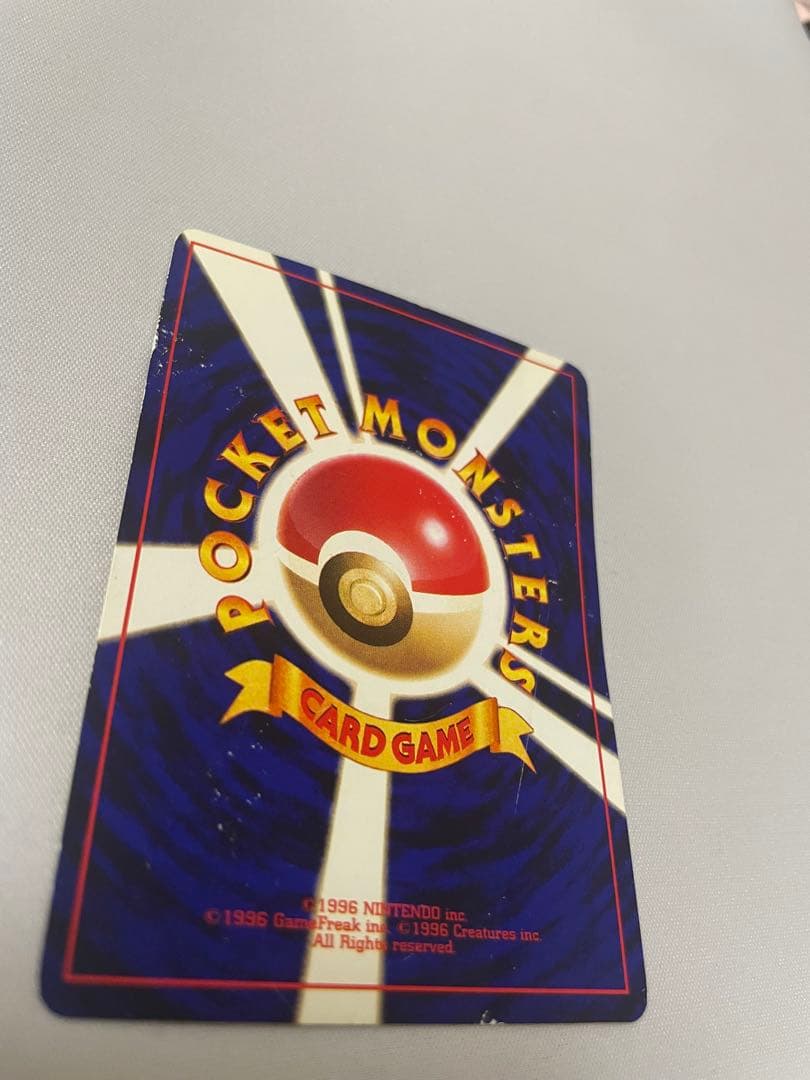 POCKET MONSTERS
CARD GAME
©1996 NINTENDO inc.
©1996 GameFreak inc. ©1996 Creatures inc.
All Rights reserved.